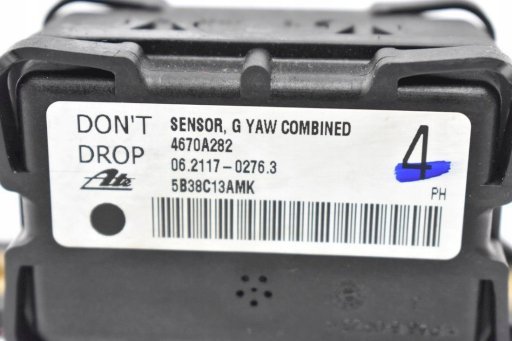 DON'T
DROP
Ate
SENSOR, G YAW COMBINED
4670A282
06.2117-0276.3
5B38C13AMK
4
PH